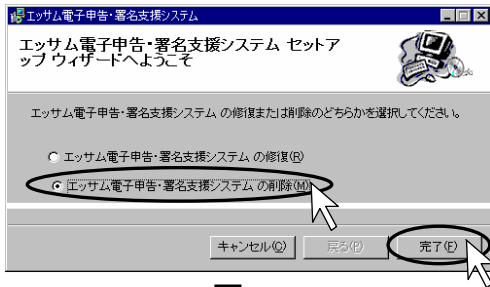 エッサム電子申告・署名支援システム
エッサム電子申告・署名支援システム セットア
ップ ウィザードへようこそ
エッサム電子申告・署名支援システム の修復または削除のどちらかを選択してください。
エッサム電子申告・署名支援システム の修復(R)
エッサム電子申告・署名支援システム の削除(M)
キャンセル(C)
戻る(P)
完了(F)